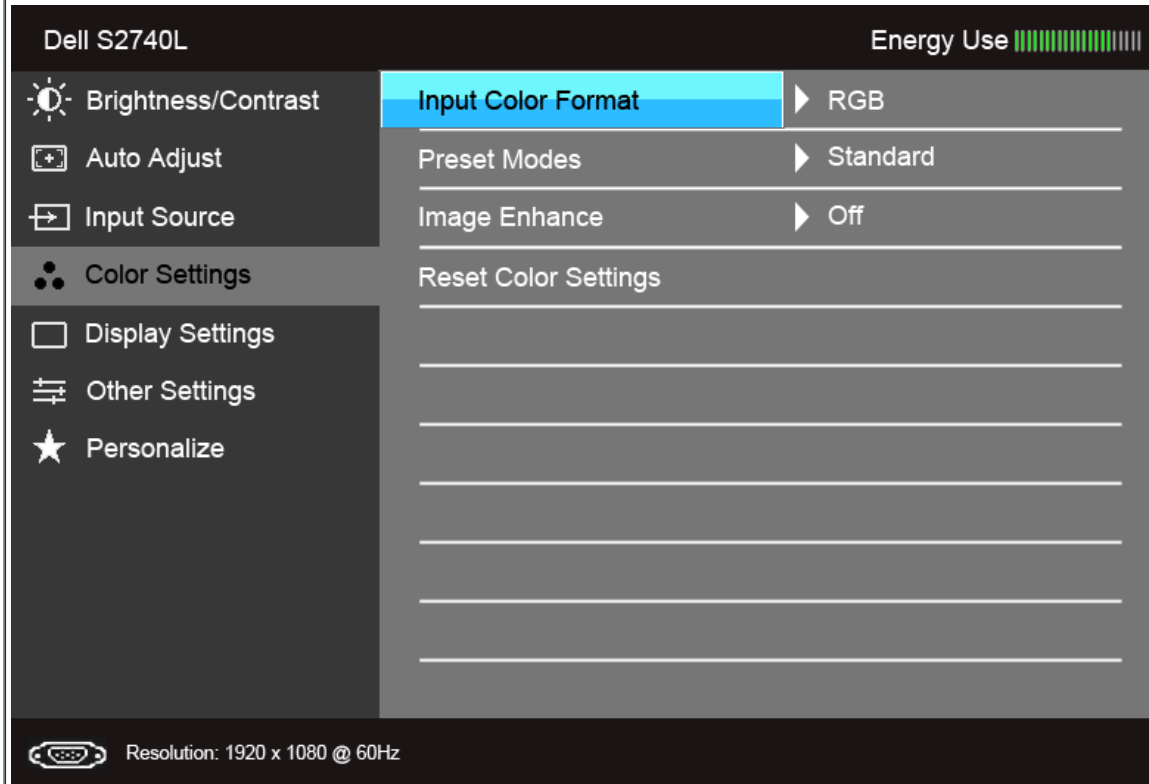 Dell S2740L Energy Use
Brightness/Contrast
Auto Adjust
Input Source
Color Settings
Display Settings
Other Settings
Personalize
Input Color Format RGB
Preset Modes Standard
Image Enhance Off
Reset Color Settings
Resolution: 1920 x 1080 @ 60Hz